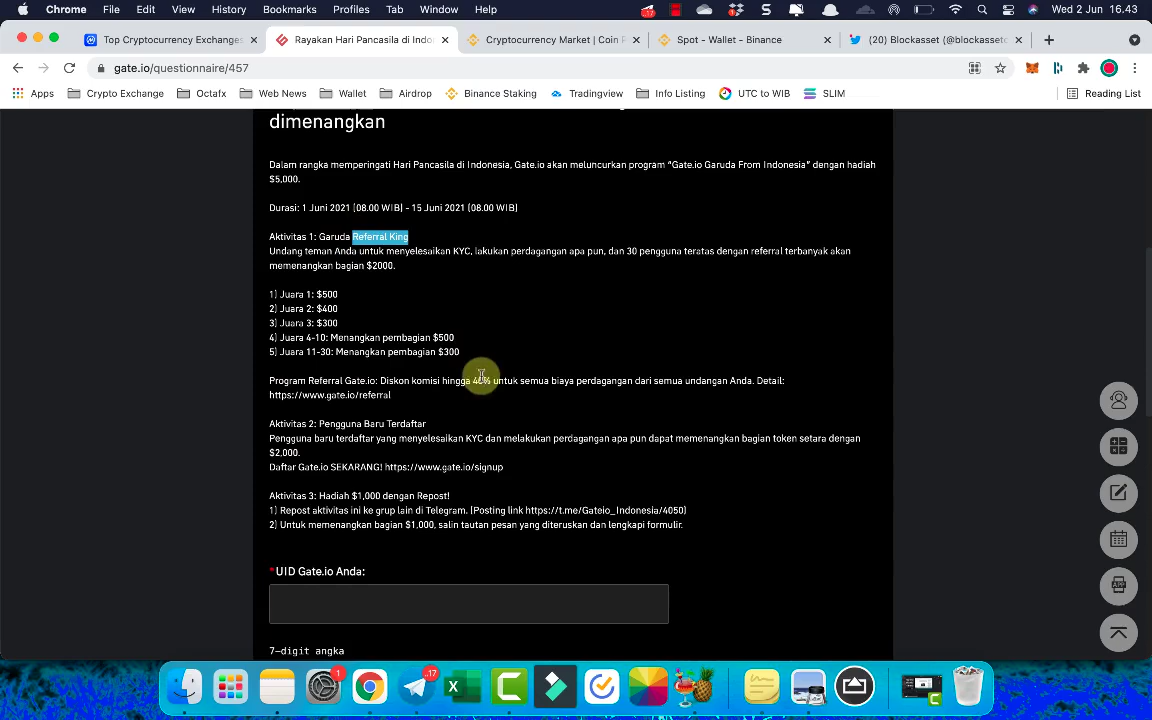 Chrome File Edit View History Bookmarks Profiles Tab Window Help Wed 2 Jun 16.43
Top Cryptocurrency Exchanges
Rayakan Hari Pancasila di Indo
Cryptocurrency Market | Coin P
Spot - Wallet - Binance
(20) Blockasset (@blockassetc
gate.io/questionnaire/457
Apps Crypto Exchange Octafx Web News Wallet Airdrop Binance Staking Tradingview Info Listing UTC to WIB SLIM Reading List
dimenangkan
Dalam rangka memperingati Hari Pancasila di Indonesia, Gate.io akan meluncurkan program “Gate.io Garuda From Indonesia” dengan hadiah
$5,000.
Durasi: 1 Juni 2021 (08.00 WIB) - 15 Juni 2021 (08.00 WIB)
Aktivitas 1: Garuda Referral King
Undang teman Anda untuk menyelesaikan KYC, lakukan perdagangan apa pun, dan 30 pengguna teratas dengan referral terbanyak akan
memenangkan bagian $2000.
1) Juara 1: $500
2) Juara 2: $400
3) Juara 3: $300
4) Juara 4-10: Menangkan pembagian $500
5) Juara 11-30: Menangkan pembagian $300
Program Referral Gate.io: Diskon komisi hingga 40% untuk semua biaya perdagangan dari semua undangan Anda. Detail:
https://www.gate.io/referral
Aktivitas 2: Pengguna Baru Terdaftar
Pengguna baru terdaftar yang menyelesaikan KYC dan melakukan perdagangan apa pun dapat memenangkan bagian token setara dengan
$2,000.
Daftar Gate.io SEKARANG! https://www.gate.io/signup
Aktivitas 3: Hadiah $1,000 dengan Repost!
1) Repost aktivitas ini ke grup lain di Telegram. (Posting link https://t.me/Gateio_Indonesia/4050)
2) Untuk memenangkan bagian $1,000, salin tautan pesan yang diteruskan dan lengkapi formulir.
*UID Gate.io Anda:
7-digit angka